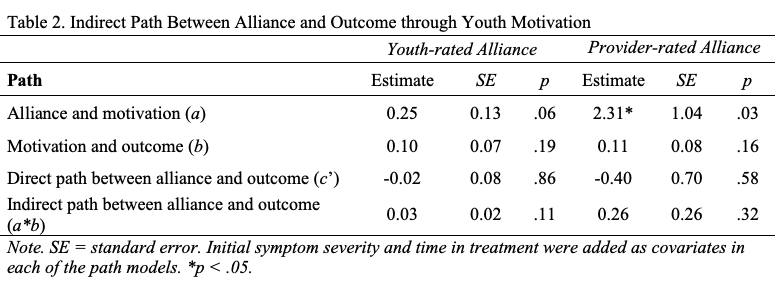 Table 2. Indirect Path Between Alliance and Outcome through Youth Motivation
Youth-rated Alliance Provider-rated Alliance
Path Estimate SE p Estimate SE p
Alliance and motivation (a) 0.25 0.13 .06 2.31* 1.04 .03
Motivation and outcome (b) 0.10 0.07 .19 0.11 0.08 .16
Direct path between alliance and outcome (c’) -0.02 0.08 .86 -0.40 0.70 .58
Indirect path between alliance and outcome
(a*b) 0.03 0.02 .11 0.26 0.26 .32
Note. SE = standard error. Initial symptom severity and time in treatment were added as covariates in
each of the path models. *p < .05.